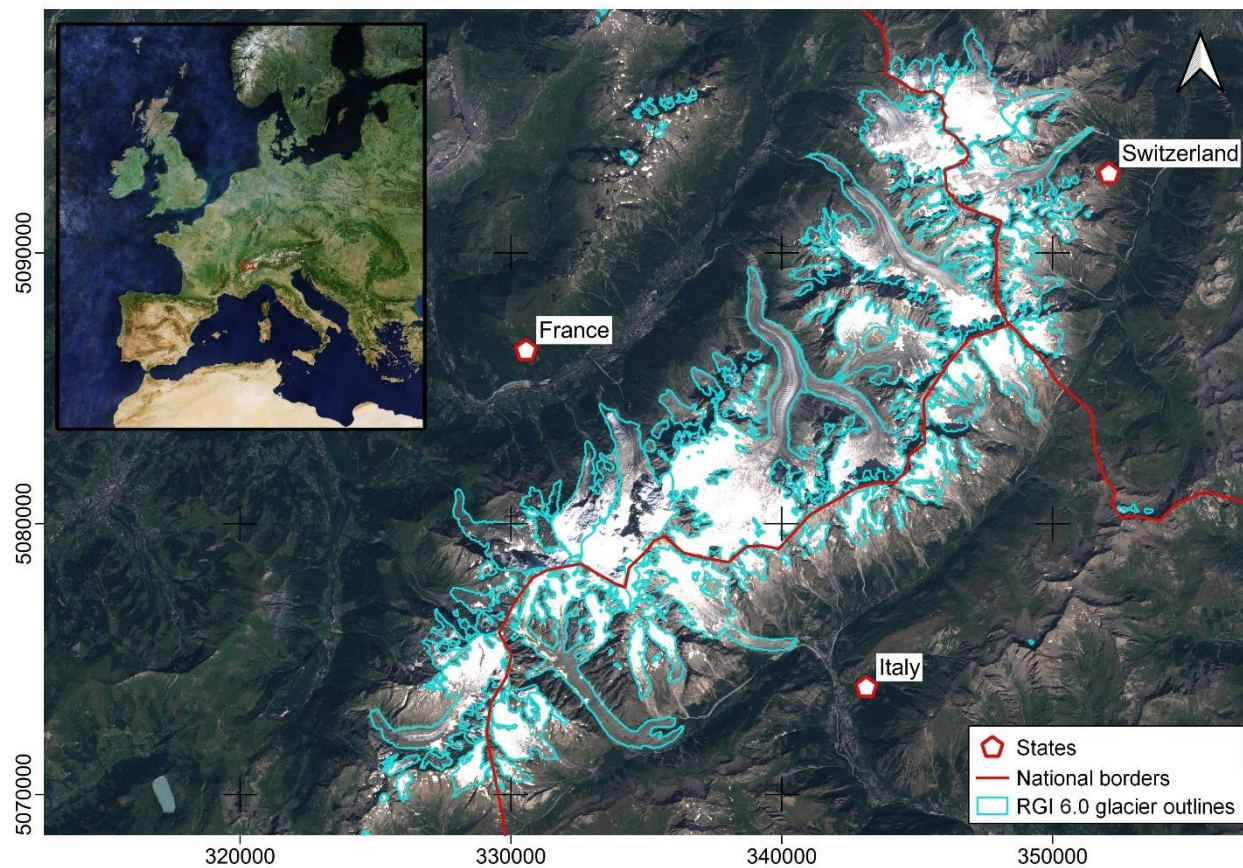 Switzerland
France
Italy
5090000
5080000
5070000
States
National borders
RGI 6.0 glacier outlines
320000
330000
340000
350000